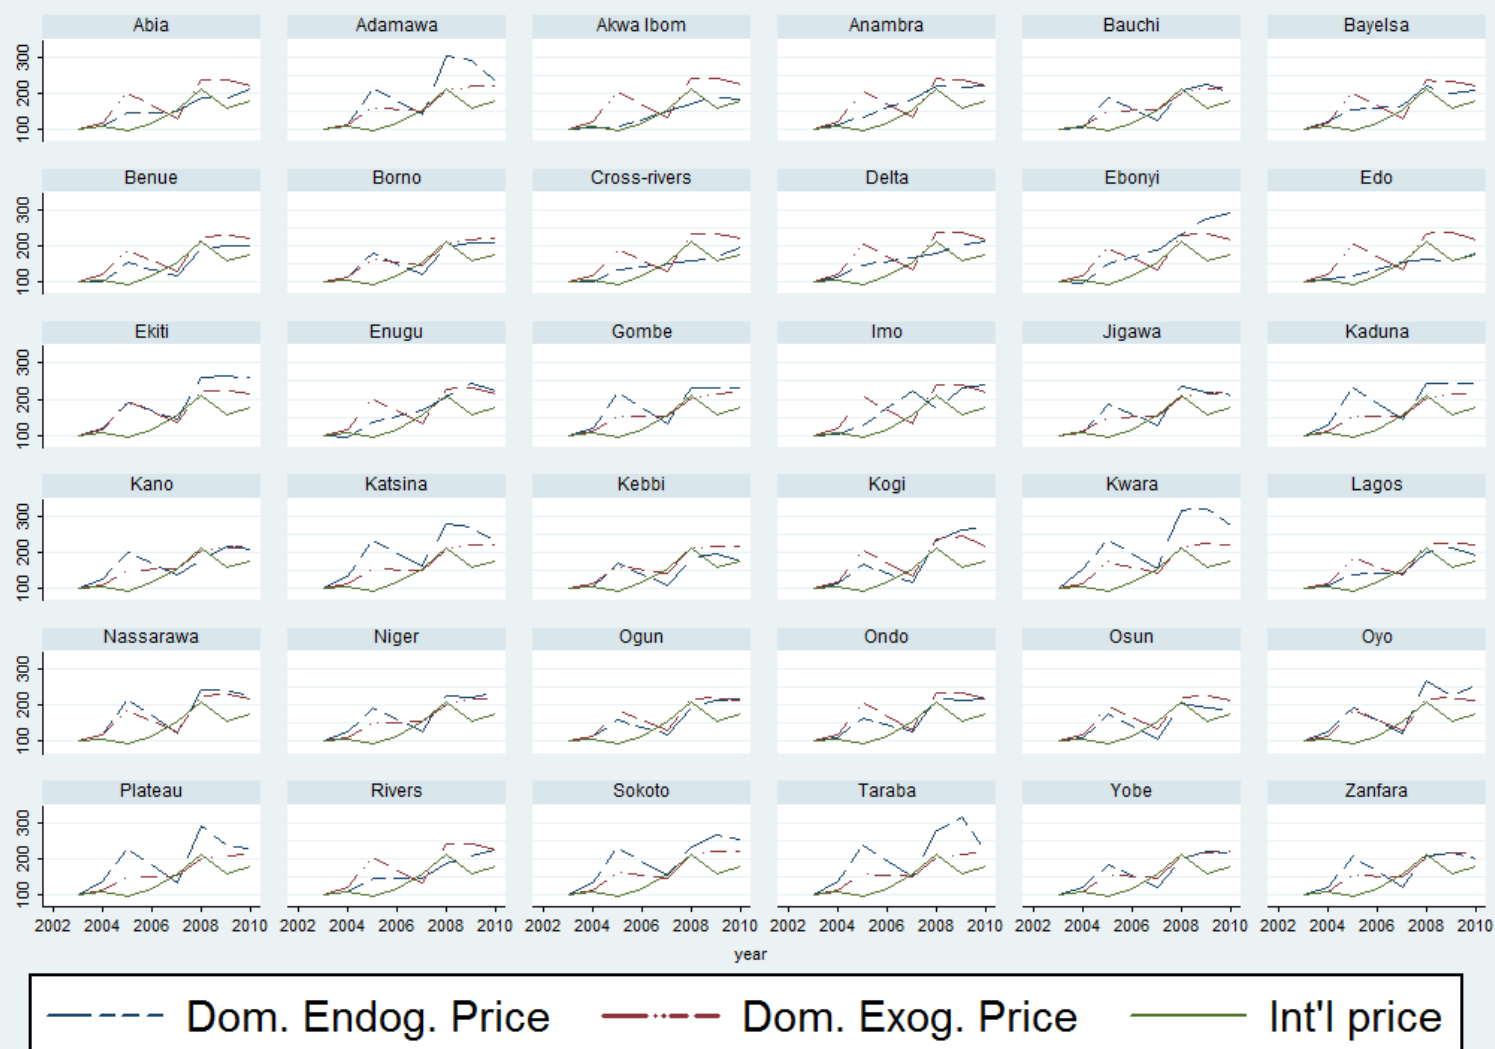 Abia Adamawa Akwa Ibom Anambra Bauchi Bayelsa
300
200
100
Benue Borno Cross-rivers Delta Ebonyi Edo
300
200
100
Ekiti Enugu Gombe Imo Jigawa Kaduna
300
200
100
Kano Katsina Kebbi Kogi Kwara Lagos
300
200
100
Nassarawa Niger Ogun Ondo Osun Oyo
300
200
100
Plateau Rivers Sokoto Taraba Yobe Zanfara
300
200
100
2002 2004 2006 2008 2010 2002 2004 2006 2008 2010 2002 2004 2006 2008 2010 2002 2004 2006 2008 2010 2002 2004 2006 2008 2010 2002 2004 2006 2008 2010
year
Dom. Endog. Price Dom. Exog. Price Int'l price